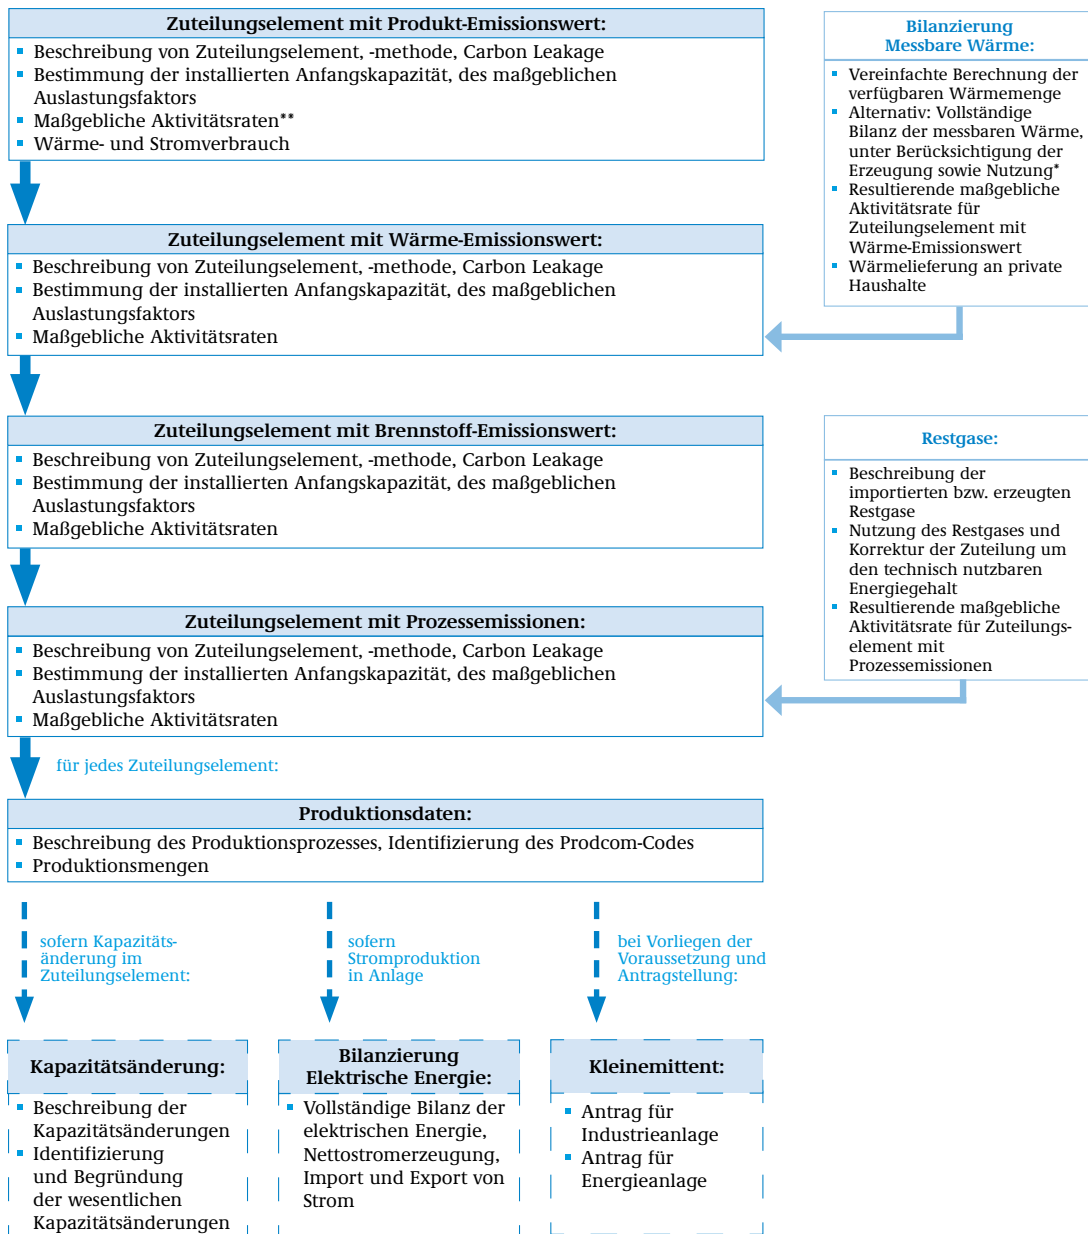 Zuteilungselement mit Produkt-Emissionswert:
▪ Beschreibung von Zuteilungselement, -methode, Carbon Leakage
▪ Bestimmung der installierten Anfangskapazität, des maßgeblichen
Auslastungsfaktors
▪ Maßgebliche Aktivitätsraten**
▪ Wärme- und Stromverbrauch
Bilanzierung
Messbare Wärme:
▪ Vereinfachte Berechnung der
verfügbaren Wärmemenge
▪ Alternativ: Vollständige
Bilanz der messbaren Wärme,
unter Berücksichtigung der
Erzeugung sowie Nutzung*
▪ Resultierende maßgebliche
Aktivitätsrate für
Zuteilungselement mit
Wärme-Emissionswert
▪ Wärmelieferung an private
Haushalte
Zuteilungselement mit Wärme-Emissionswert:
▪ Beschreibung von Zuteilungselement, -methode, Carbon Leakage
▪ Bestimmung der installierten Anfangskapazität, des maßgeblichen
Auslastungsfaktors
▪ Maßgebliche Aktivitätsraten
Zuteilungselement mit Brennstoff-Emissionswert:
▪ Beschreibung von Zuteilungselement, -methode, Carbon Leakage
▪ Bestimmung der installierten Anfangskapazität, des maßgeblichen
Auslastungsfaktors
▪ Maßgebliche Aktivitätsraten
Restgase:
▪ Beschreibung der
importierten bzw. erzeugten
Restgase
▪ Nutzung des Restgases und
Korrektur der Zuteilung um
den technisch nutzbaren
Energiegehalt
▪ Resultierende maßgebliche
Aktivitätsrate für Zuteilungs-
element mit
Prozessemissionen
Zuteilungselement mit Prozessemissionen:
▪ Beschreibung von Zuteilungselement, -methode, Carbon Leakage
▪ Bestimmung der installierten Anfangskapazität, des maßgeblichen
Auslastungsfaktors
▪ Maßgebliche Aktivitätsraten
für jedes Zuteilungselement:
Produktionsdaten:
▪ Beschreibung des Produktionsprozesses, Identifizierung des Prodcom-Codes
▪ Produktionsmengen
sofern Kapazitäts-
änderung im
Zuteilungselement:
sofern
Stromproduktion
in Anlage
bei Vorliegen der
Voraussetzung und
Antragstellung:
Kapazitätsänderung:
▪ Beschreibung der
Kapazitätsänderungen
▪ Identifizierung
und Begründung
der wesentlichen
Kapazitätsänderungen
Bilanzierung
Elektrische Energie:
▪ Vollständige Bilanz der
elektrischen Energie,
Nettostromerzeugung,
Import und Export von
Strom
Kleinemittent:
▪ Antrag für
Industrieanlage
▪ Antrag für
Energieanlage